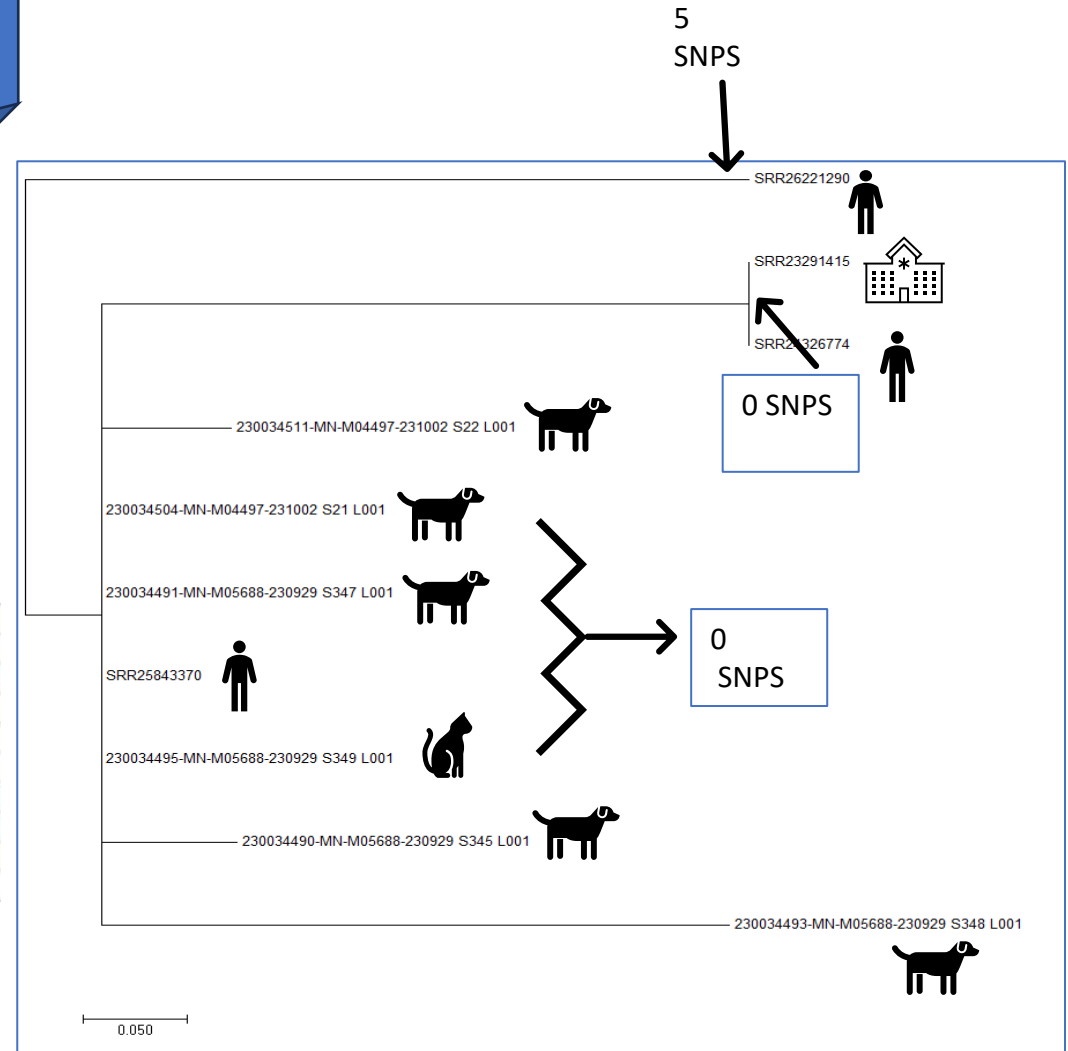 5
SNPS
SRR26221290
SRR23291415
SRR24326774
0 SNPS
230034511-MN-M04497-231002 S22 L001
230034504-MN-M04497-231002 S21 L001
230034491-MN-M05688-230929 S347 L001
0
SNPS
SRR25843370
230034495-MN-M05688-230929 S349 L001
230034490-MN-M05688-230929 S345 L001
230034493-MN-M05688-230929 S348 L001
0.050